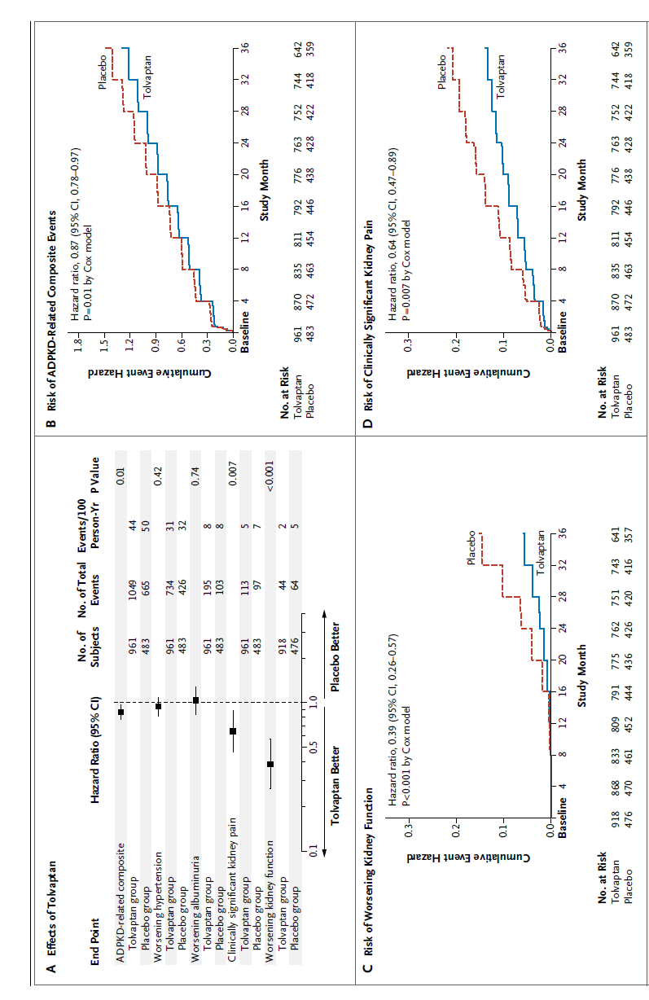 A Effects of Tolvaptan
End Point Hazard Ratio (95% CI) No. of Subjects No. of Total Events Events/100 Person-Yr P Value
ADPKD-related composite 0.01
Tolvaptan group 961 1049 44
Placebo group 483 665 50
Worsening hypertension 0.42
Tolvaptan group 961 734 31
Placebo group 483 426 32
Worsening albuminuria 0.74
Tolvaptan group 961 195 8
Placebo group 483 103 8
Clinically significant kidney pain 0.007
Tolvaptan group 961 113 5
Placebo group 483 97 7
Worsening kidney function <0.001
Tolvaptan group 918 44 2
Placebo group 476 64 5
0.1 0.5 1.0
Tolvaptan Better Placebo Better
B Risk of ADPKD-Related Composite Events
Hazard ratio, 0.87 (95% CI, 0.78–0.97)
P=0.01 by Cox model
Cumulative Event Hazard
1.8
1.5
1.2
0.9
0.6
0.3
0.0
Placebo
Tolvaptan
Baseline 4 8 12 16 20 24 28 32 36
Study Month
No. at Risk
Tolvaptan 961 870 835 811 792 776 763 752 744 642
Placebo 483 472 463 454 446 438 428 422 418 359
C Risk of Worsening Kidney Function
Hazard ratio, 0.39 (95% CI, 0.26–0.57)
P<0.001 by Cox model
Cumulative Event Hazard
0.3
0.2
0.1
0.0
Placebo
Tolvaptan
Baseline 4 8 12 16 20 24 28 32 36
Study Month
No. at Risk
Tolvaptan 918 868 833 809 791 775 762 751 743 641
Placebo 476 470 461 452 444 436 426 420 416 357
D Risk of Clinically Significant Kidney Pain
Hazard ratio, 0.64 (95% CI, 0.47–0.89)
P=0.007 by Cox model
Cumulative Event Hazard
0.3
0.2
0.1
0.0
Placebo
Tolvaptan
Baseline 4 8 12 16 20 24 28 32 36
Study Month
No. at Risk
Tolvaptan 961 870 835 811 792 776 763 752 744 642
Placebo 483 472 463 454 446 438 428 422 418 359